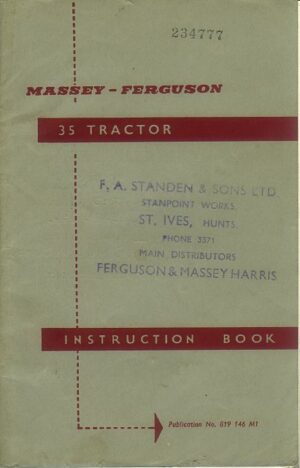 234777
MASSEY-FERGUSON
35 TRACTOR
F. A. STANDEN & SONS LTD
STANPOINT WORKS
ST. IVES, HUNTS.
PHONE 3371
MAIN DISTRIBUTORS
FERGUSON & MASSEY HARRIS
INSTRUCTION BOOK
Publication No. 819 146 M1